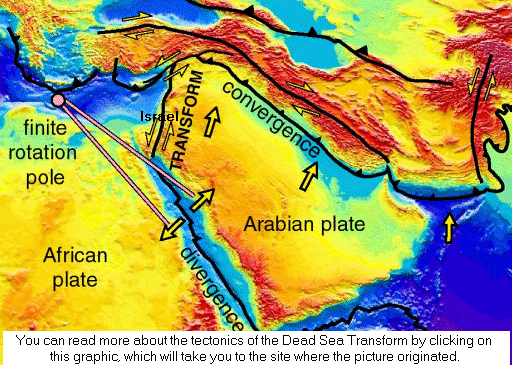 Israel
TRANSFORM
convergence
finite
rotation
pole
Arabian plate
African
plate
divergence
You can read more about the tectonics of the Dead Sea Transform by clicking on
this graphic, which will take you to the site where the picture originated.